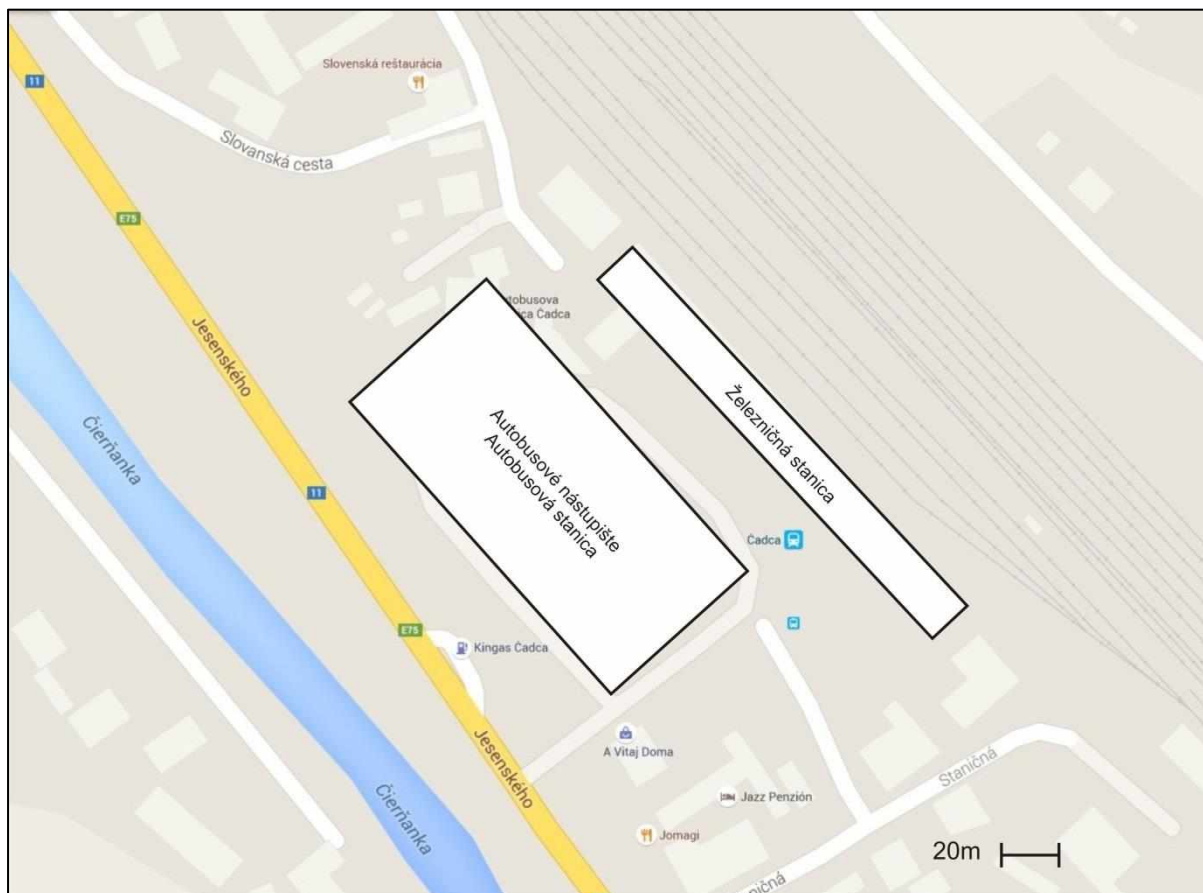 Slovenská reštaurácia
11
Slovanská cesta
E75
utobusova
ica Čadca
Jesenského
Železničná stanica
Čierňanka
Autobusové nástupište
Autobusová stanica
11
Čadca
E75
Kingas Čadca
Jesenského
A Vitaj Doma
Staničná
Čierňanka
Jazz Penzión
Jomagi
20m
ničná